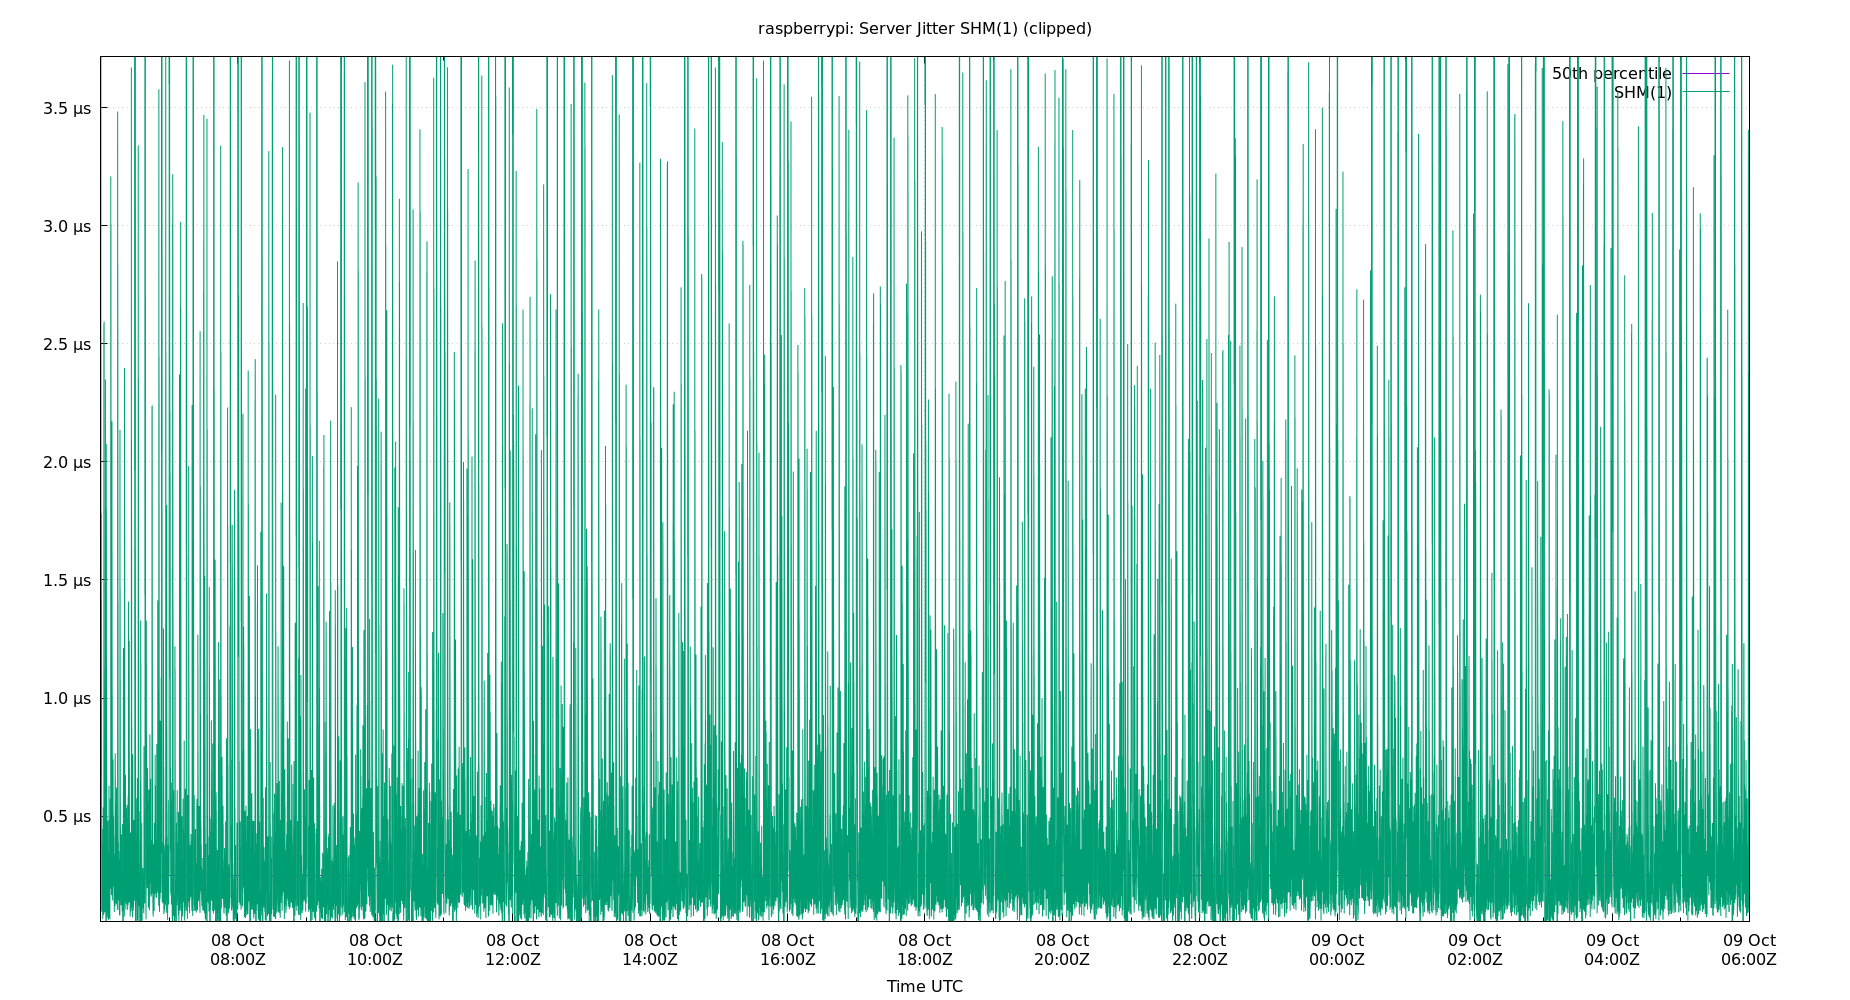 raspberrypi: Server Jitter SHM(1) (clipped)
50th percentile
SHM(1)
3.5 μs
3.0 μs
2.5 μs
2.0 μs
1.5 μs
1.0 μs
0.5 μs
08 Oct 08 Oct 08 Oct 08 Oct 08 Oct 08 Oct 08 Oct 08 Oct 09 Oct 09 Oct 09 Oct 09 Oct
08:00Z 10:00Z 12:00Z 14:00Z 16:00Z 18:00Z 20:00Z 22:00Z 00:00Z 02:00Z 04:00Z 06:00Z
Time UTC